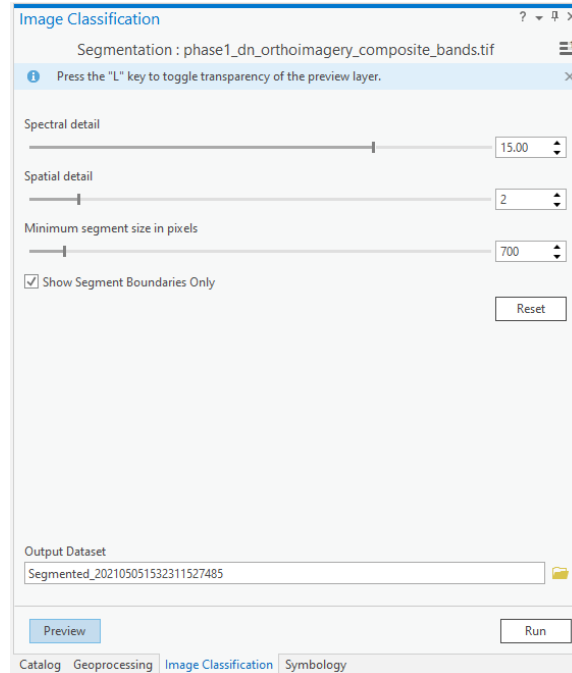 Image Classification
Segmentation : phase1_dn_orthoimagery_composite_bands.tif
Press the "L" key to toggle transparency of the preview layer.
Spectral detail
15.00
Spatial detail
2
Minimum segment size in pixels
700
Show Segment Boundaries Only
Reset
Output Dataset
Segmented_202105051532311527485
Preview Run
Catalog Geoprocessing Image Classification Symbology